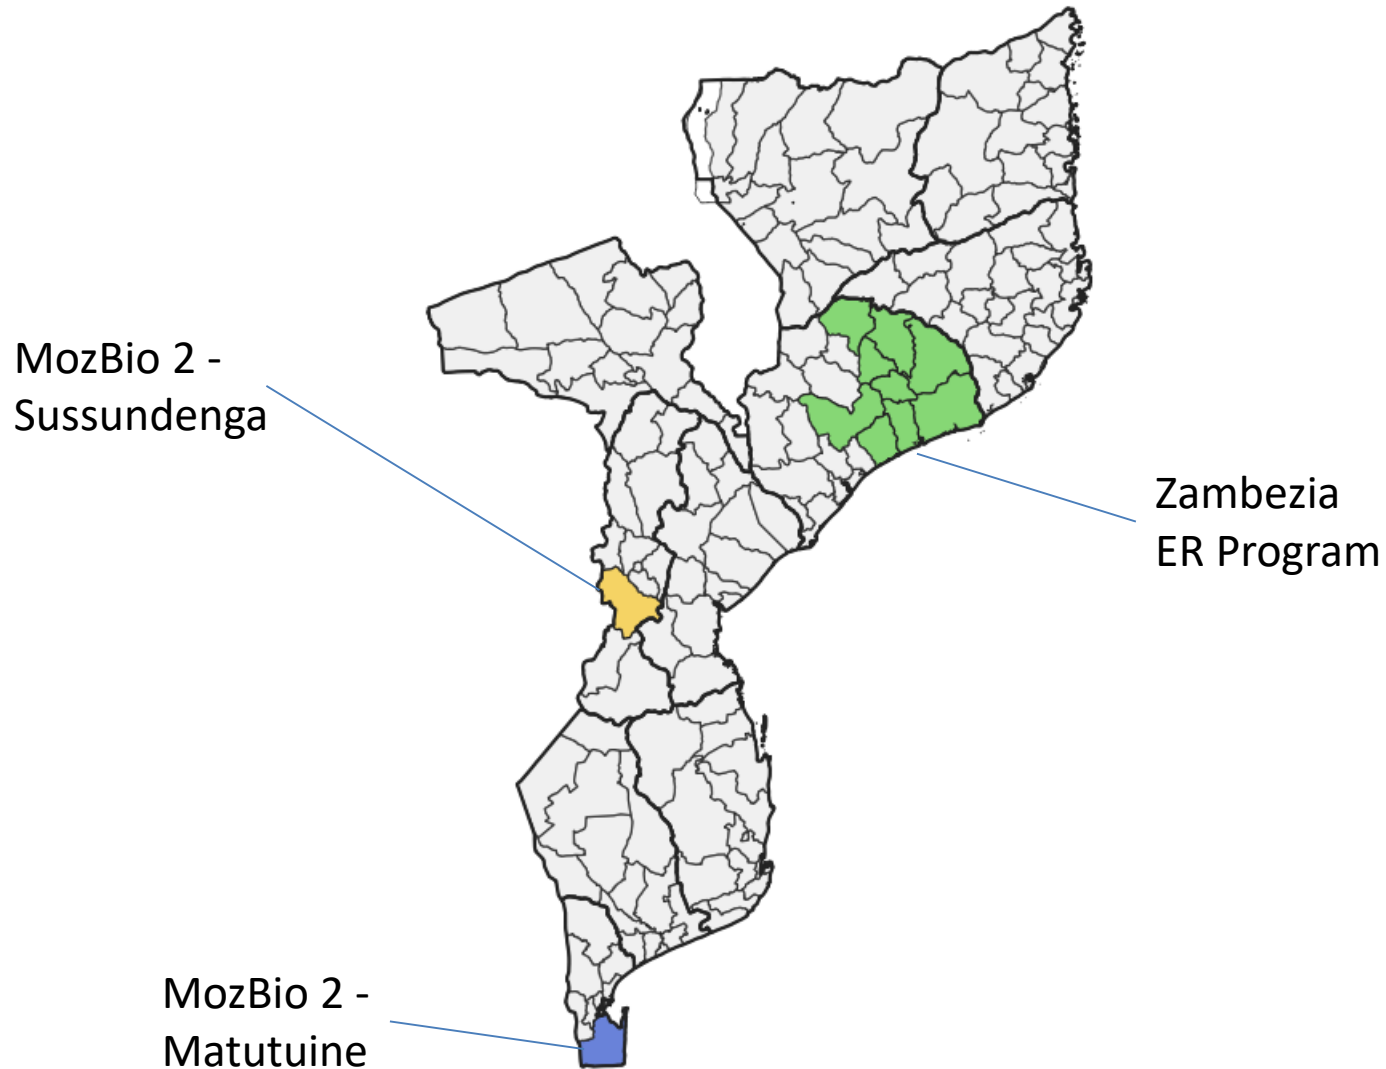 MozBio 2 -
Sussundenga
Zambezia
ER Program
MozBio 2 -
Matutuine